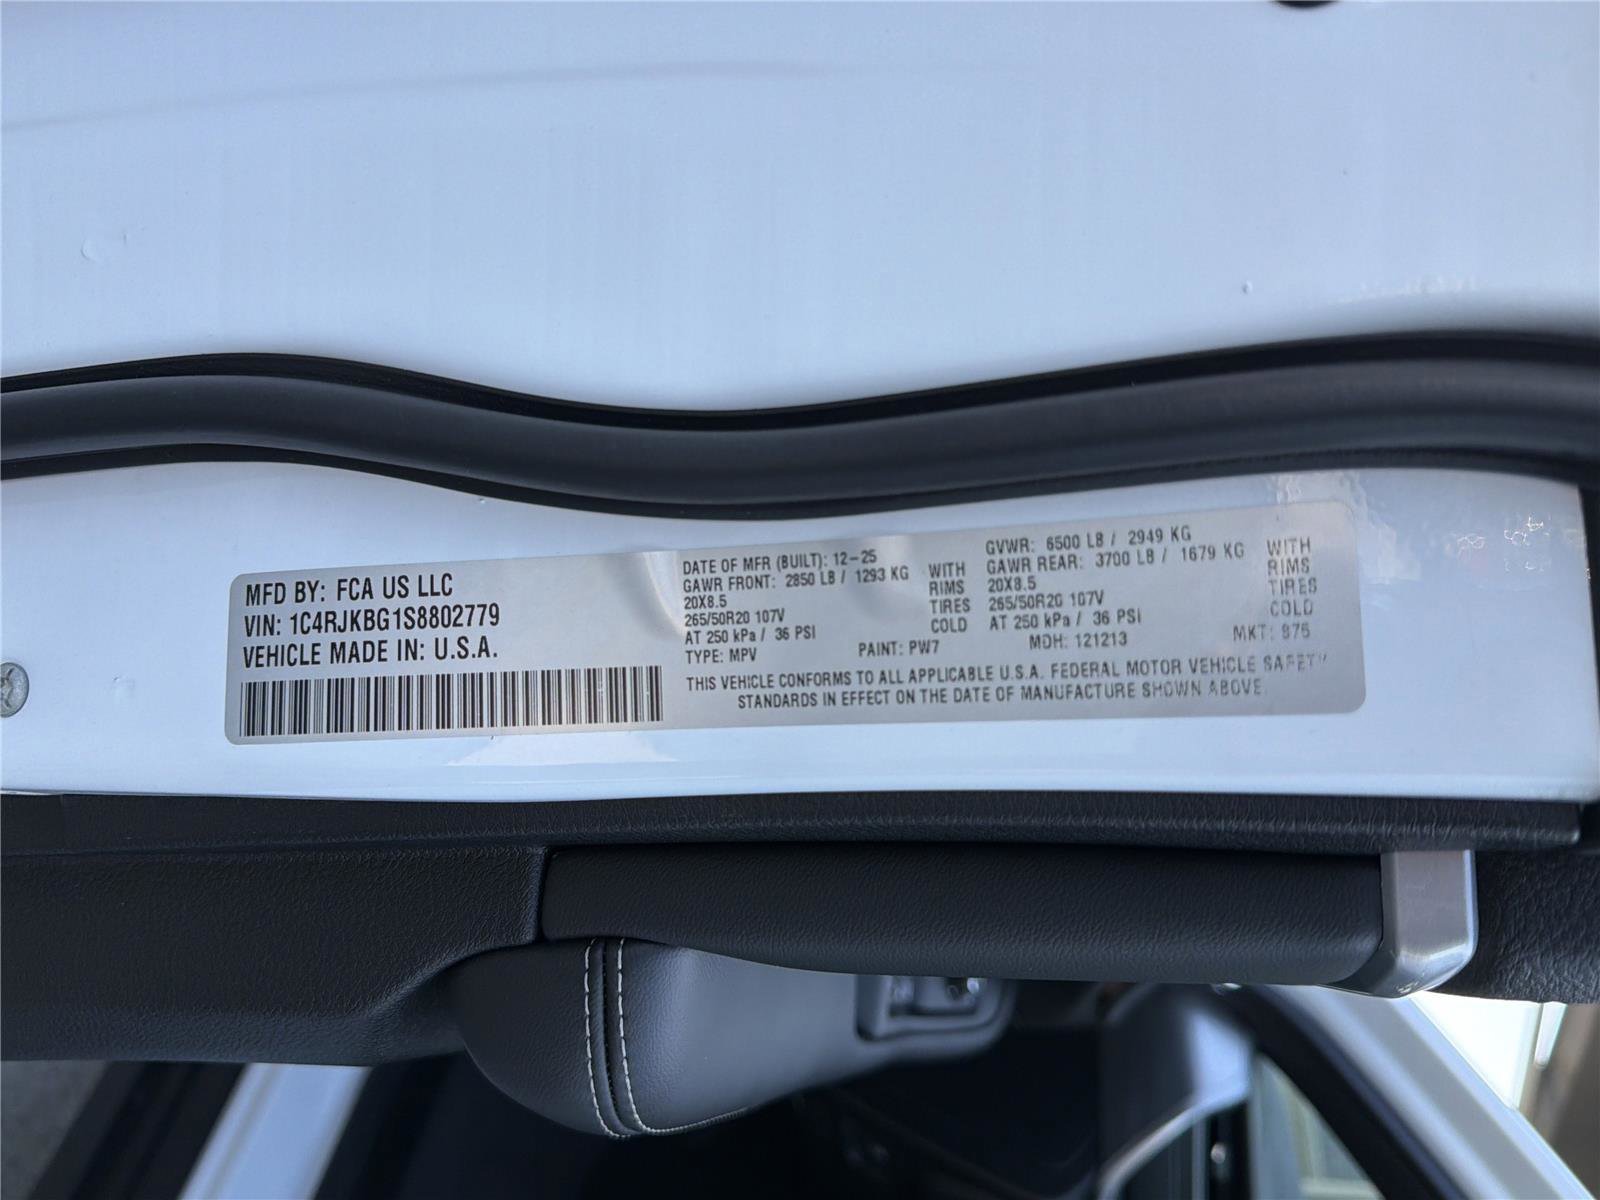 MFD BY: FCA US LLC
VIN: 1C4RJKBG1S8802779
VEHICLE MADE IN: U.S.A.
DATE OF MFR (BUILT): 12-25
GAWR FRONT: 2850 LB / 1293 KG WITH
20X8.5 RIMS
265/50R20 107V TIRES
AT 250 kPa / 36 PSI COLD
TYPE: MPV PAINT: PW7
GVWR: 6500 LB / 2949 KG
GAWR REAR: 3700 LB / 1679 KG WITH
20X8.5 RIMS
265/50R20 107V TIRES
AT 250 kPa / 36 PSI COLD
MDH: 121213 MKT: 875
THIS VEHICLE CONFORMS TO ALL APPLICABLE U.S.A. FEDERAL MOTOR VEHICLE SAFETY
STANDARDS IN EFFECT ON THE DATE OF MANUFACTURE SHOWN ABOVE.